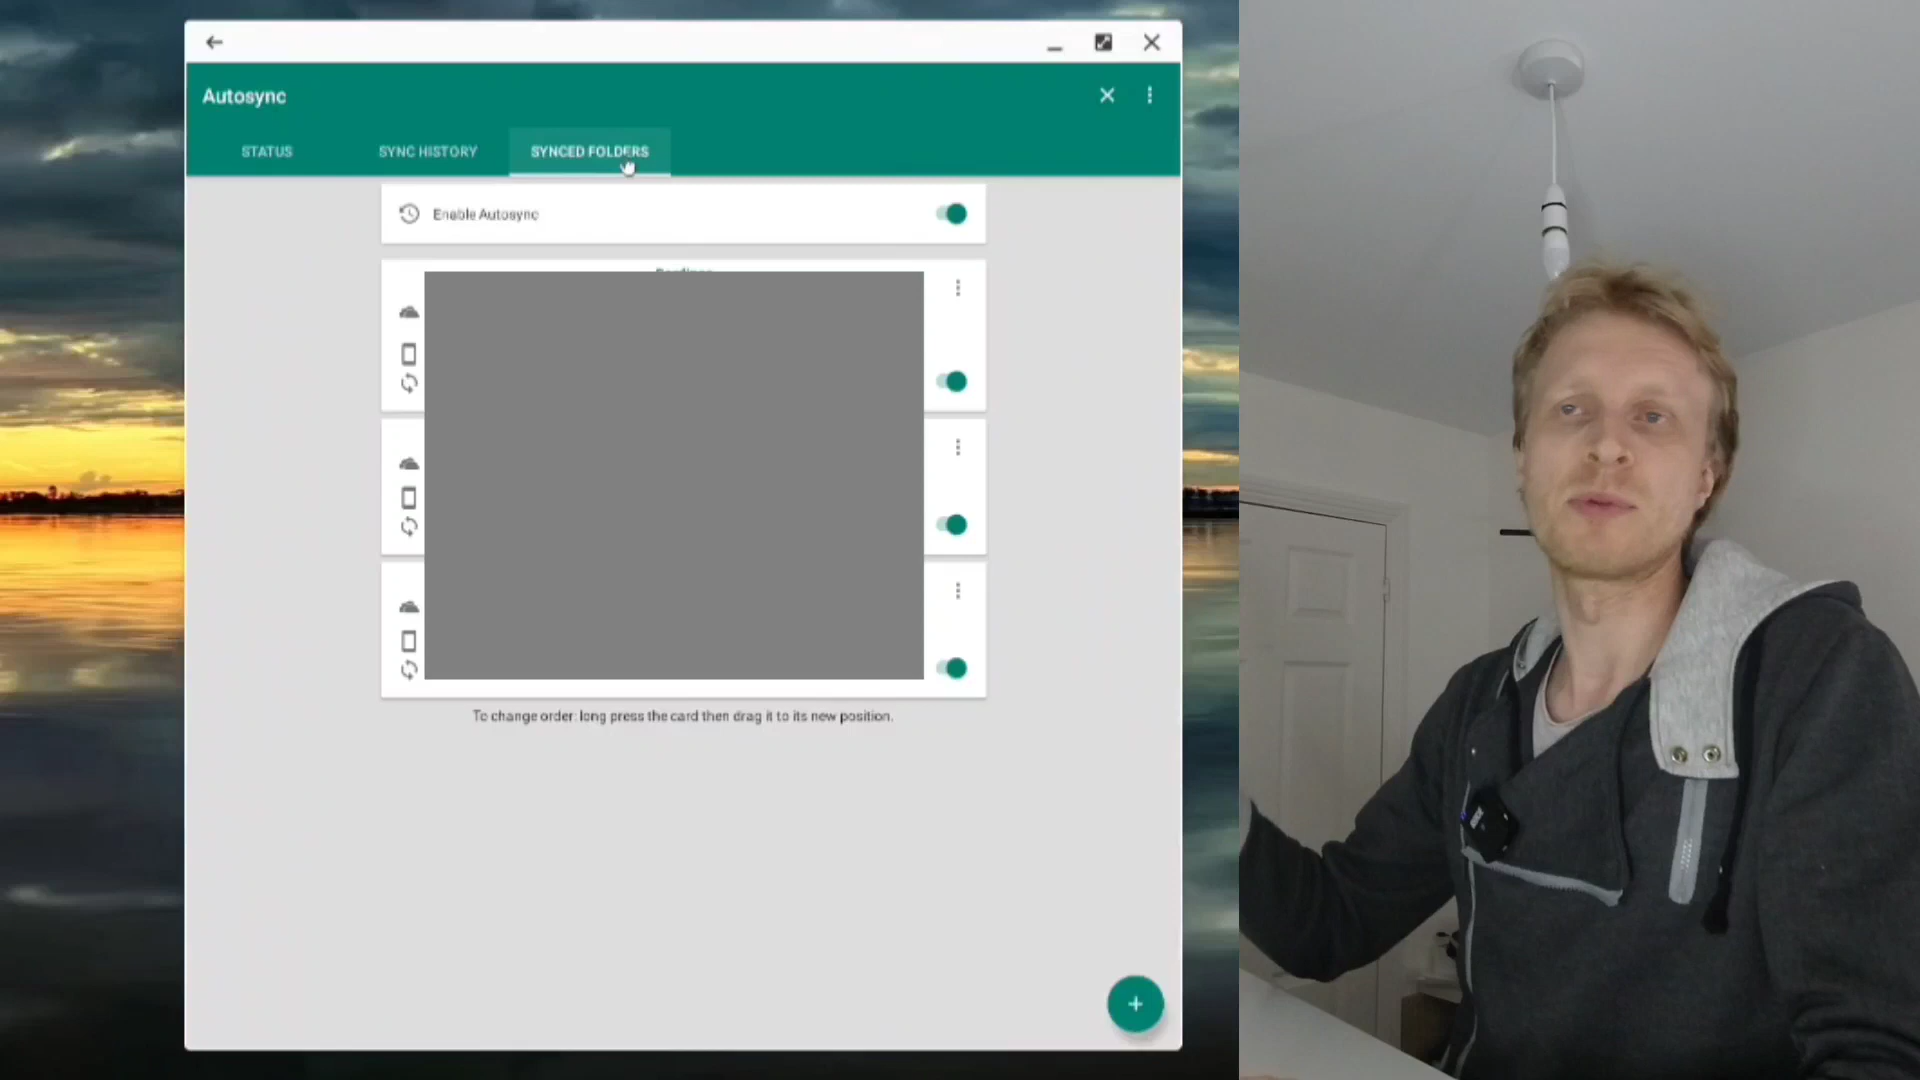 Autosync
STATUS
SYNC HISTORY
SYNCED FOLDERS
Enable Autosync
To change order: long press the card then drag it to its new position.